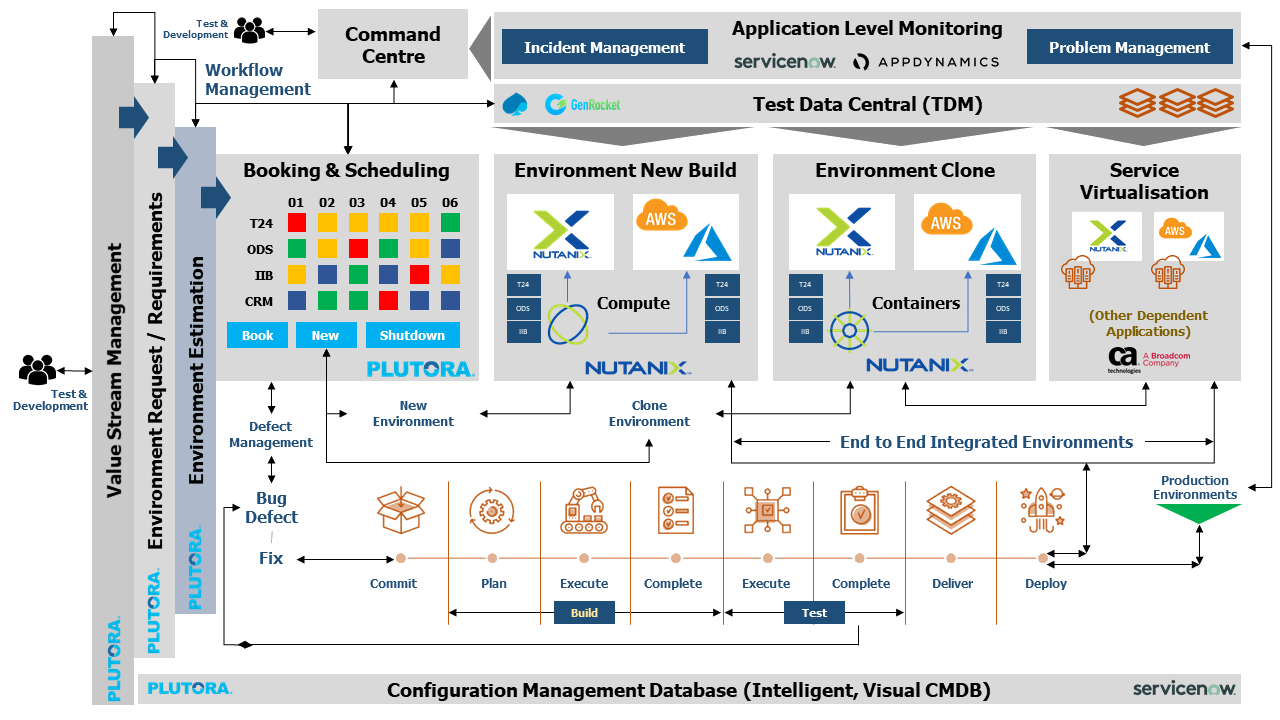 Test &
Development
Command
Centre
Application Level Monitoring
Incident Management
Problem Management
servicenow
APPDYNAMICS
Workflow
Management
GenRocket
Test Data Central (TDM)
Value Stream Management
PLUTORA
Environment Request / Requirements
PLUTORA
Environment Estimation
PLUTORA
Test &
Development
Booking & Scheduling
01 02 03 04 05 06
T24
ODS
IIB
CRM
Book
New
Shutdown
PLUTORA
Environment New Build
NUTANIX
AWS
T24
ODS
IIB
Compute
T24
ODS
IIB
NUTANIX
Environment Clone
NUTANIX
AWS
T24
ODS
IIB
Containers
T24
ODS
IIB
NUTANIX
Service
Virtualisation
NUTANIX
AWS
(Other Dependent
Applications)
ca
technologies
A Broadcom
Company
New
Environment
Clone
Environment
Defect
Management
End to End Integrated Environments
Bug
Defect
Fix
Production
Environments
Commit
Plan
Execute
Complete
Execute
Complete
Deliver
Deploy
Build
Test
PLUTORA
Configuration Management Database (Intelligent, Visual CMDB)
servicenow